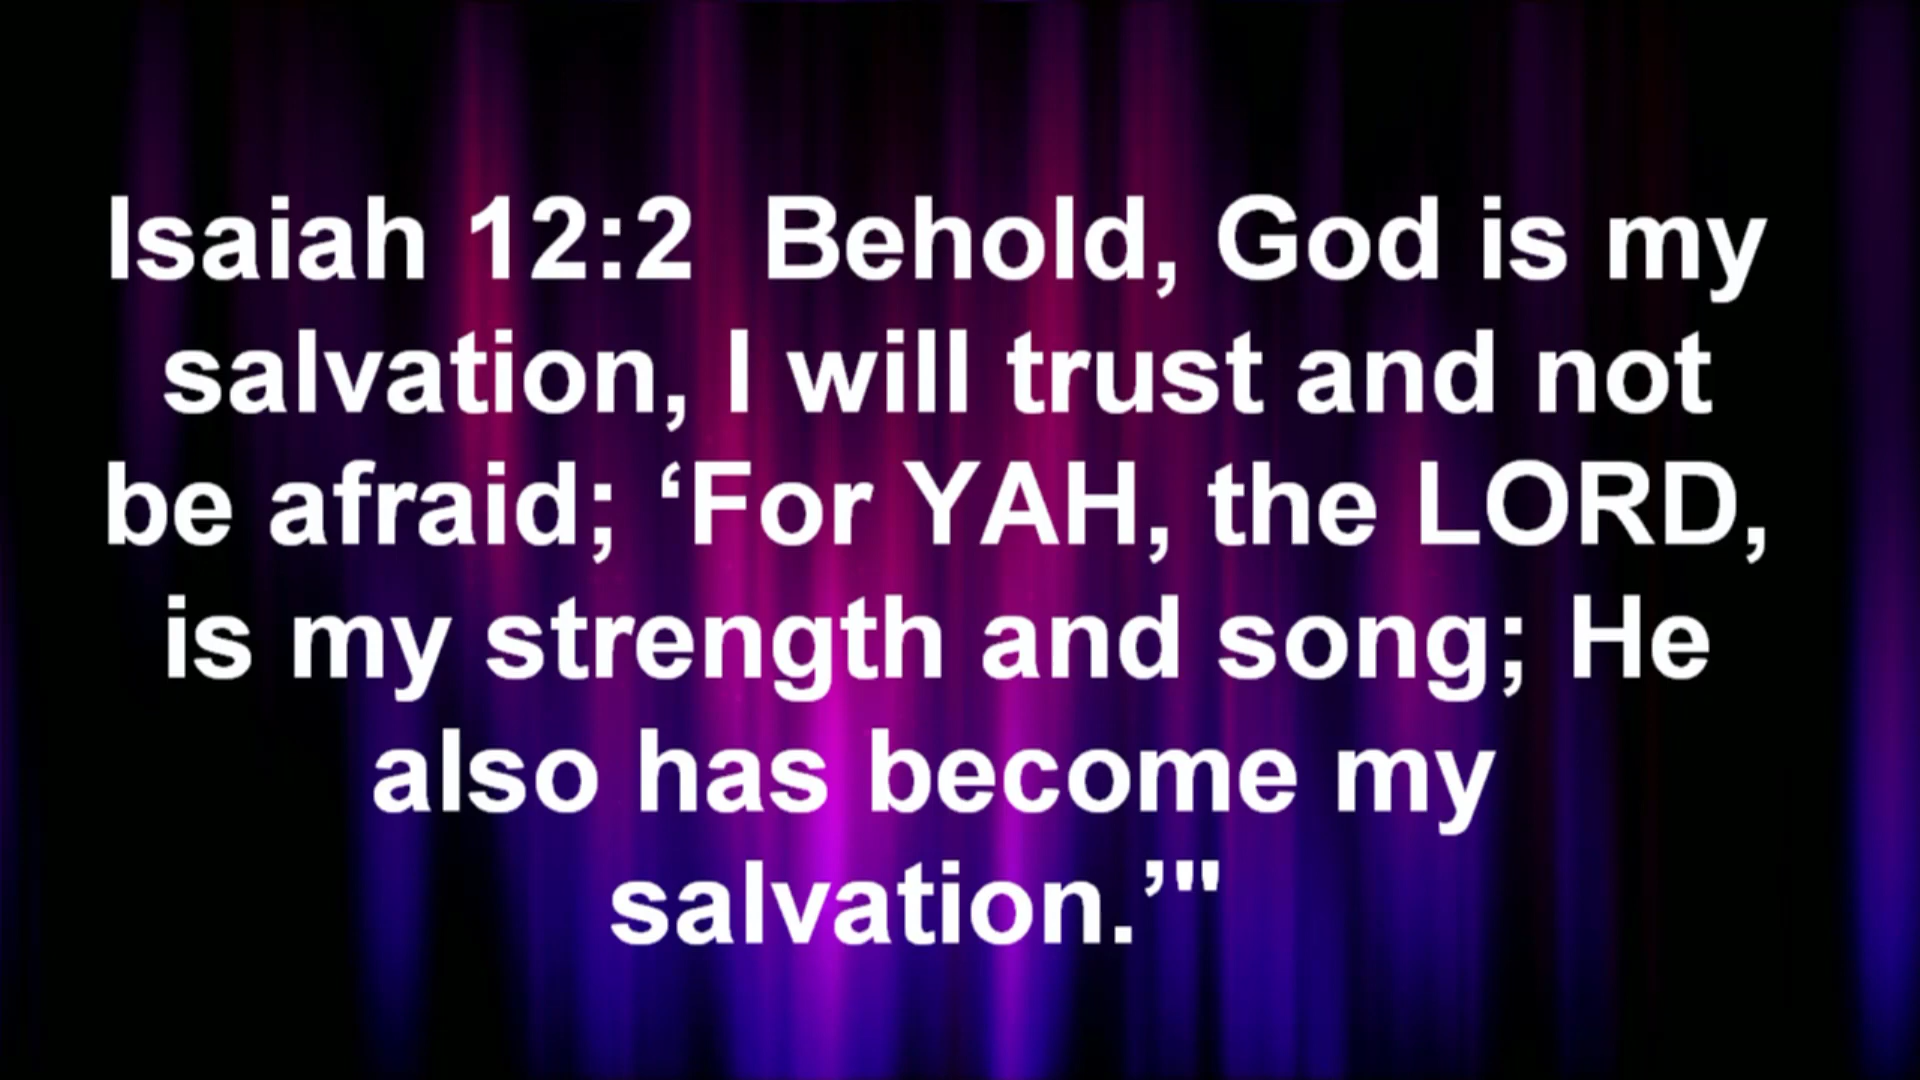 Isaiah 12:2  Behold, God is my
salvation, I will trust and not
be afraid; ‘For YAH, the LORD,
is my strength and song; He
also has become my
salvation.’"